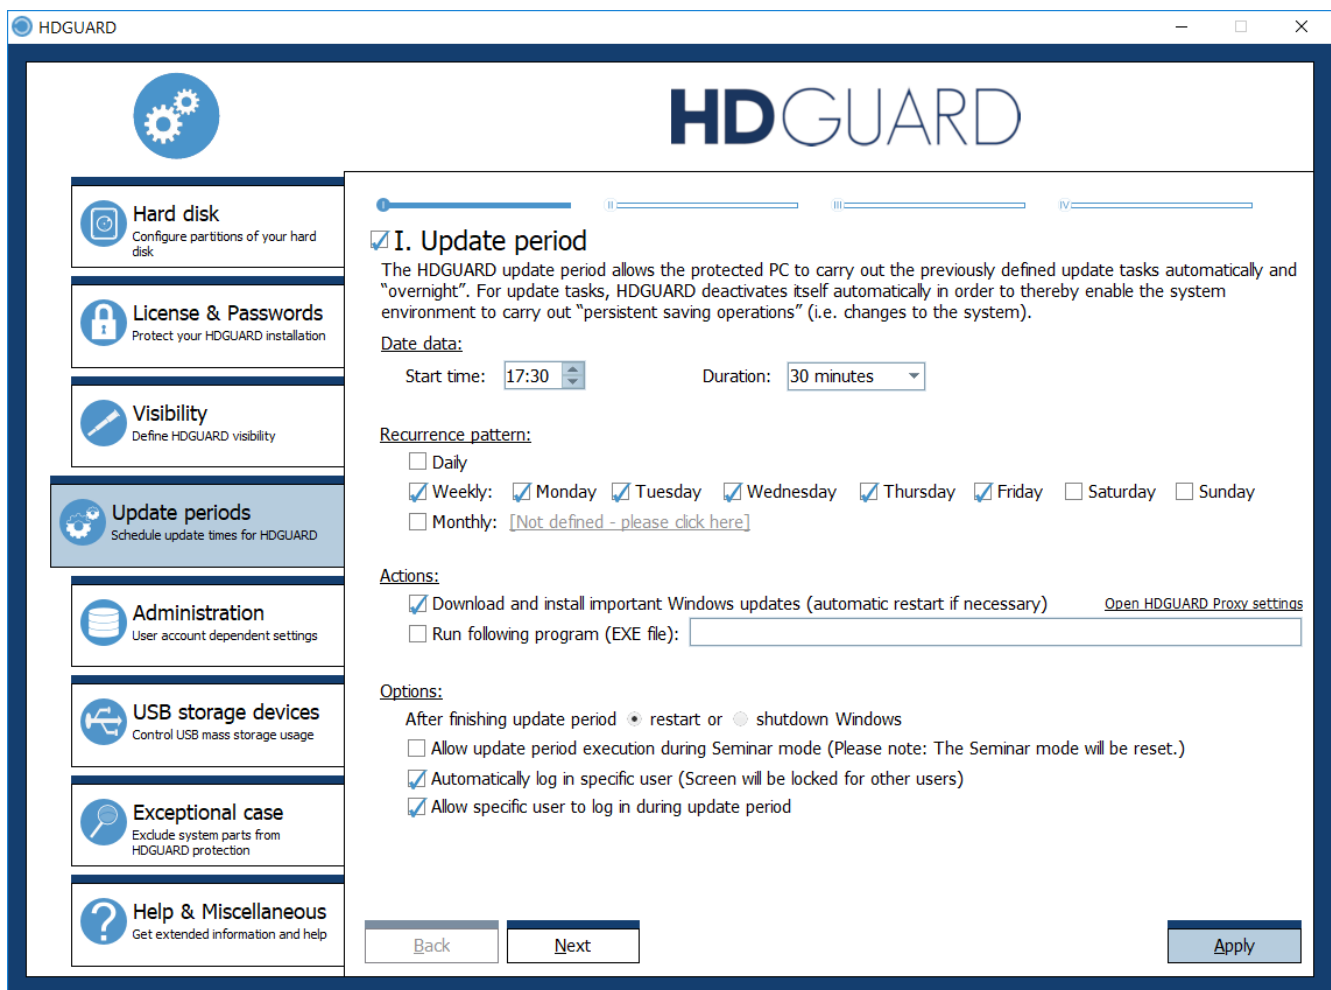 HDGUARD
HDGUARD
Hard disk
Configure partitions of your hard
disk
License & Passwords
Protect your HDGUARD installation
Visibility
Define HDGUARD visibility
Update periods
Schedule update times for HDGUARD
Administration
User account dependent settings
USB storage devices
Control USB mass storage usage
Exceptional case
Exclude system parts from
HDGUARD protection
Help & Miscellaneous
Get extended information and help
I II III IV
I. Update period
The HDGUARD update period allows the protected PC to carry out the previously defined update tasks automatically and
“overnight”. For update tasks, HDGUARD deactivates itself automatically in order to thereby enable the system
environment to carry out “persistent saving operations” (i.e. changes to the system).
Date data:
Start time: 17:30 Duration: 30 minutes
Recurrence pattern:
Daily
Weekly: Monday Tuesday Wednesday Thursday Friday Saturday Sunday
Monthly: [Not defined - please click here]
Actions:
Download and install important Windows updates (automatic restart if necessary) Open HDGUARD Proxy settings
Run following program (EXE file):
Options:
After finishing update period restart or shutdown Windows
Allow update period execution during Seminar mode (Please note: The Seminar mode will be reset.)
Automatically log in specific user (Screen will be locked for other users)
Allow specific user to log in during update period
Back Next Apply